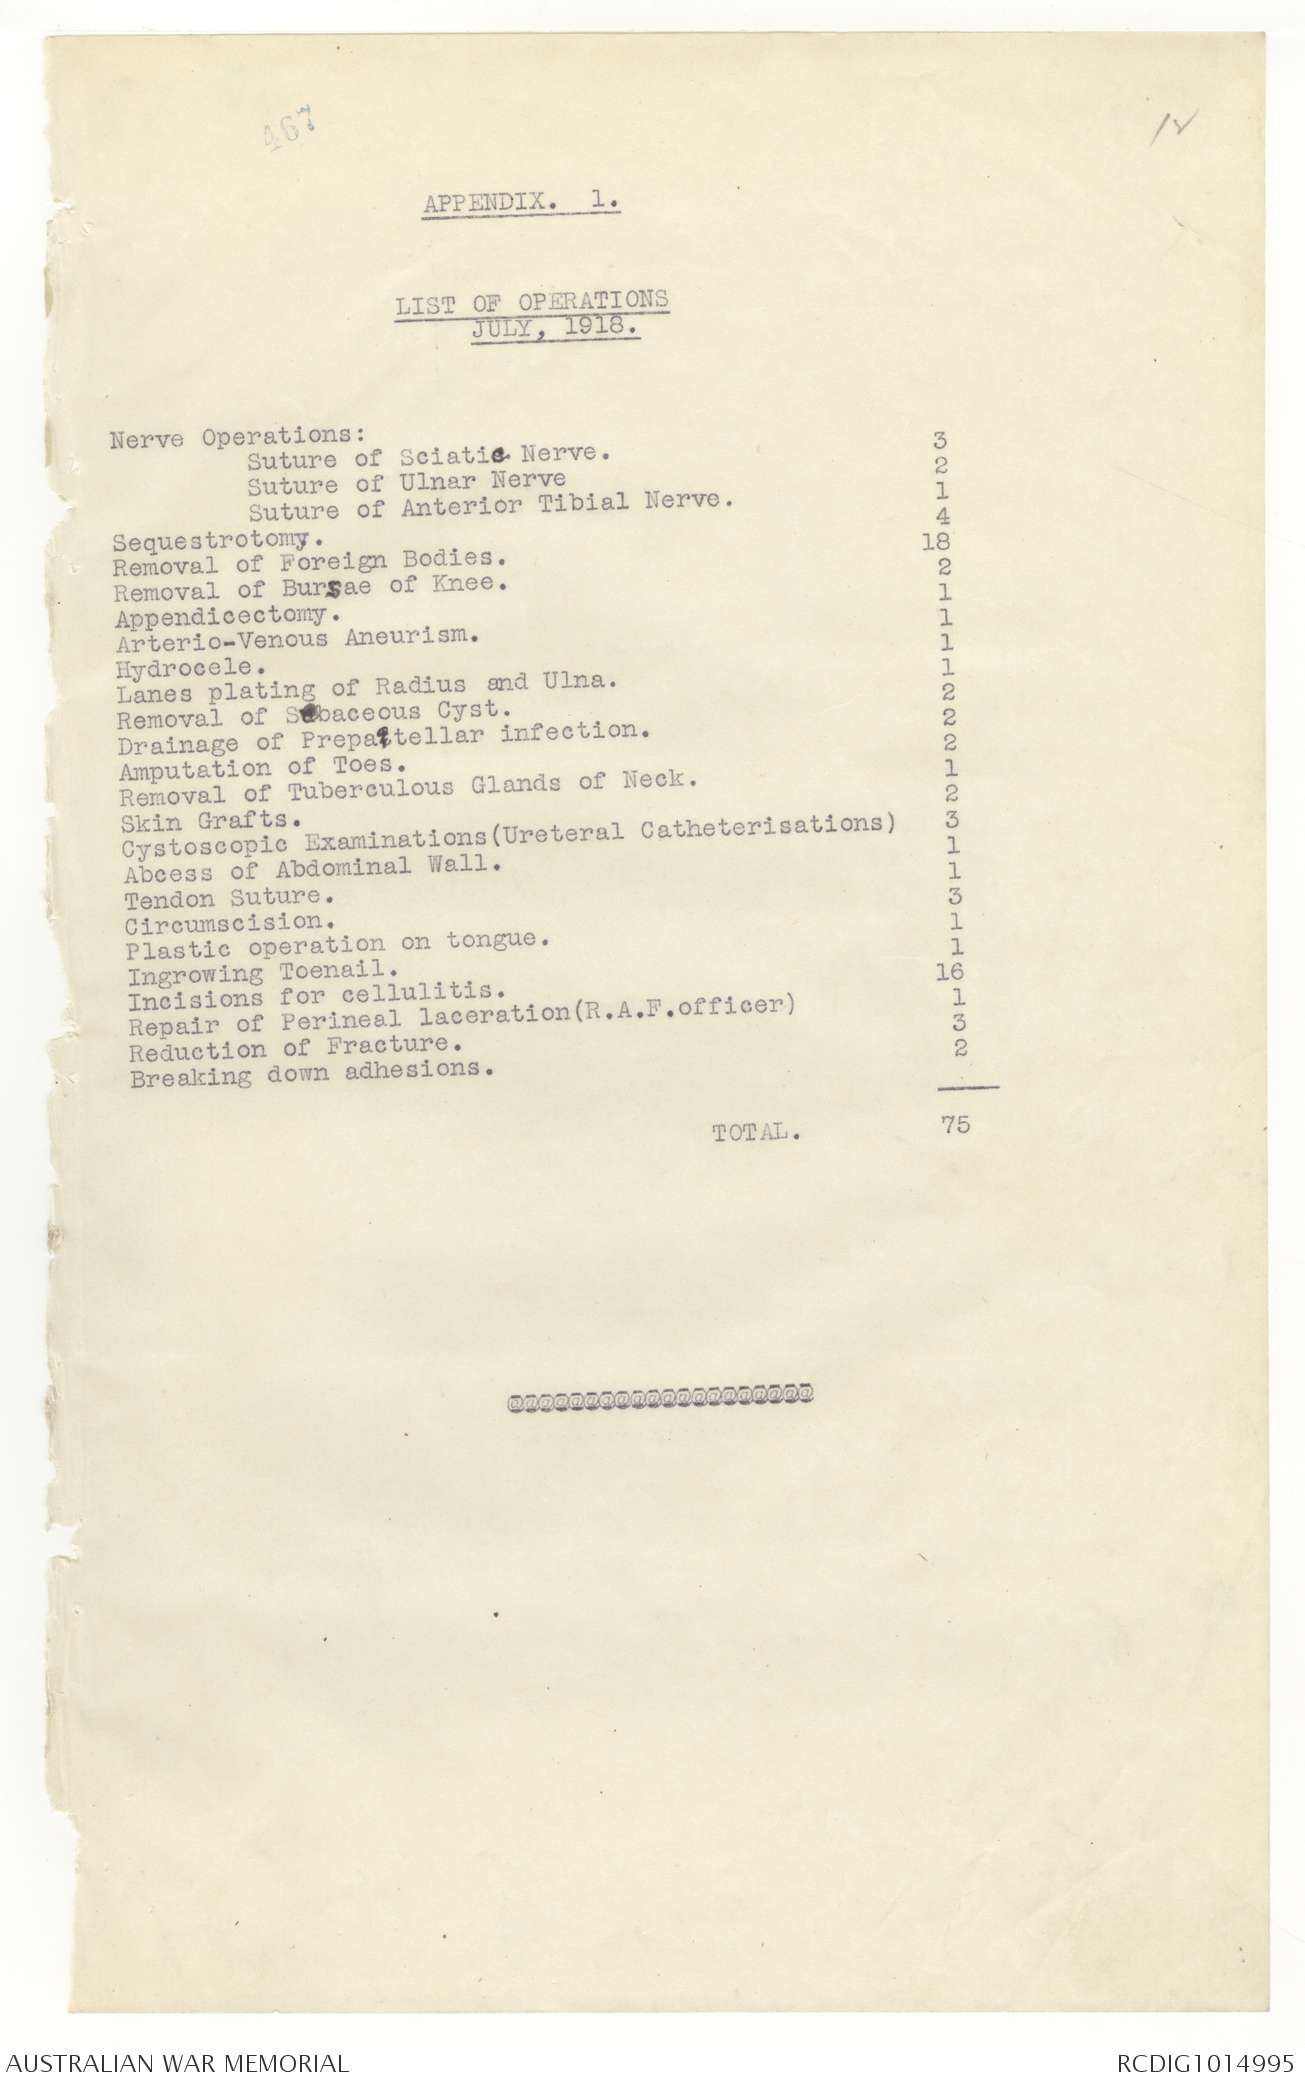 467
12
APPENDIX. 1.
LIST OF OPERATIONS
JULY, 1918.
Nerve Operations:
Suture of Sciatic Nerve. 3
Suture of Ulnar Nerve 2
Suture of Anterior Tibial Nerve. 1
Sequestrotomy. 4
Removal of Foreign Bodies. 18
Removal of Bursae of Knee. 2
Appendicectomy. 1
Arterio-Venous Aneurism. 1
Hydrocele. 1
Lanes plating of Radius and Ulna. 1
Removal of Sebaceous Cyst. 2
Drainage of Prepattellar infection. 2
Amputation of Toes. 2
Removal of Tuberculous Glands of Neck. 1
Skin Grafts. 2
Cystoscopic Examinations(Ureteral Catheterisations) 3
Abcess of Abdominal Wall. 1
Tendon Suture. 1
Circumscision. 3
Plastic operation on tongue. 1
Ingrowing Toenail. 1
Incisions for cellulitis. 16
Repair of Perineal laceration(R.A.F.officer) 1
Reduction of Fracture. 3
Breaking down adhesions. 2
TOTAL. 75
@@@@@@@@@@@@@@@@@@@@
AUSTRALIAN WAR MEMORIAL
RCDIG1014995